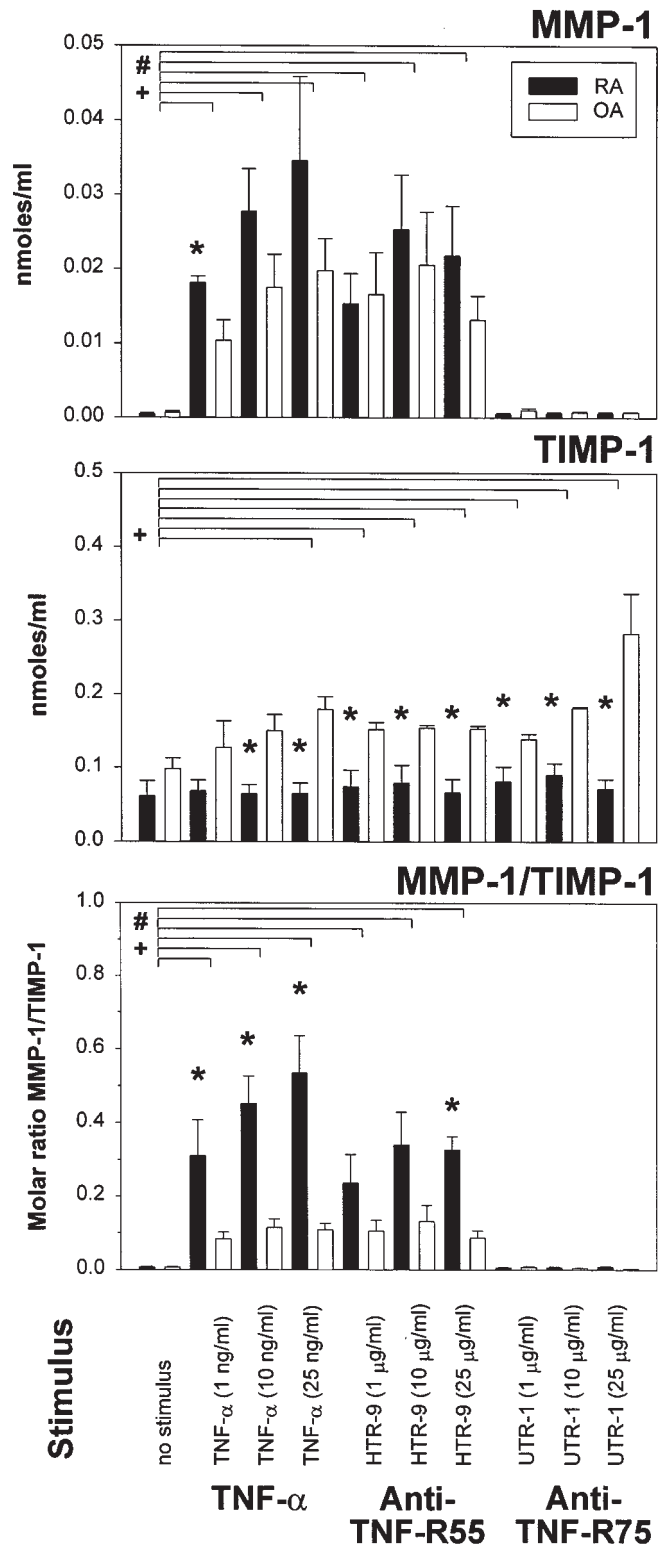 MMP-1
0.05
0.04
0.03
0.02
0.01
0.00
nmoles/ml
#
+
RA
OA
*
TIMP-1
0.5
0.4
0.3
0.2
0.1
0.0
nmoles/ml
+
* * * * * * * *
MMP-1/TIMP-1
1.0
0.8
0.6
0.4
0.2
0.0
Molar ratio MMP-1/TIMP-1
#
+
* * * *
Stimulus
no stimulus
TNF-α (1 ng/ml)
TNF-α (10 ng/ml)
TNF-α (25 ng/ml)
HTR-9 (1 μg/ml)
HTR-9 (10 μg/ml)
HTR-9 (25 μg/ml)
UTR-1 (1 μg/ml)
UTR-1 (10 μg/ml)
UTR-1 (25 μg/ml)
TNF-α
Anti-
TNF-R55
Anti-
TNF-R75